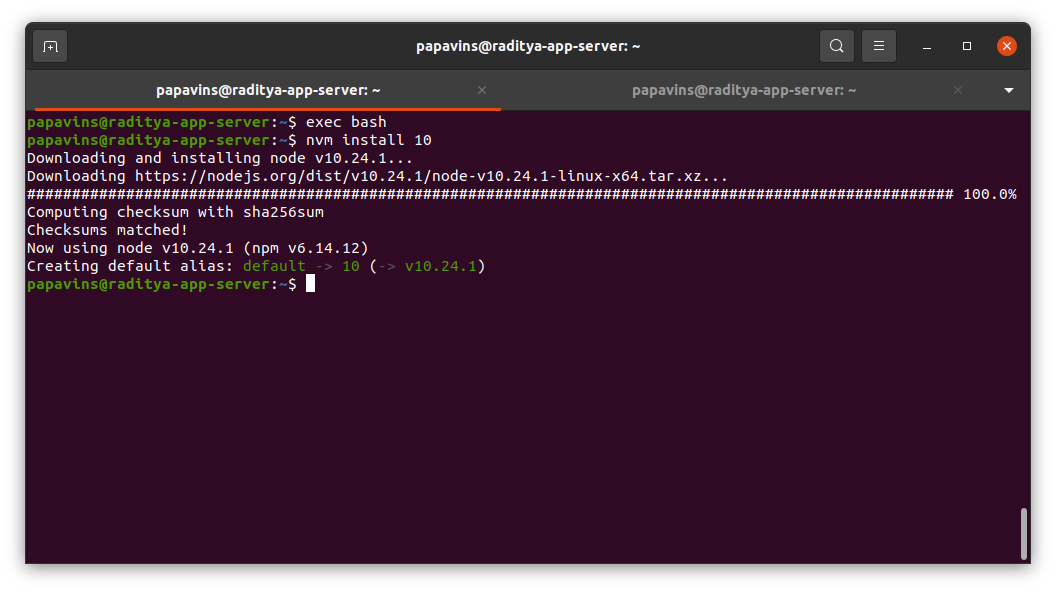 papavins@raditya-app-server: ~
papavins@raditya-app-server: ~
papavins@raditya-app-server: ~
papavins@raditya-app-server:~$ exec bash
papavins@raditya-app-server:~$ nvm install 10
Downloading and installing node v10.24.1...
Downloading https://nodejs.org/dist/v10.24.1/node-v10.24.1-linux-x64.tar.xz...
####################################################################################################### 100.0%
Computing checksum with sha256sum
Checksums matched!
Now using node v10.24.1 (npm v6.14.12)
Creating default alias: default -> 10 (-> v10.24.1)
papavins@raditya-app-server:~$